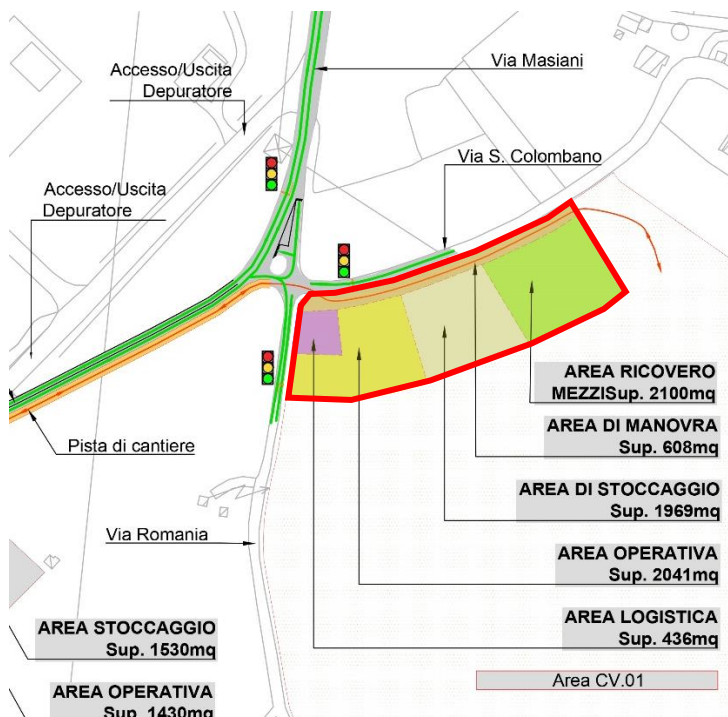 Via Masiani
Accesso/Uscita
Depuratore
Via S. Colombano
Accesso/Uscita
Depuratore
AREA RICOVERO
MEZZISup. 2100mq
AREA DI MANOVRA
Sup. 608mq
Pista di cantiere
AREA DI STOCCAGGIO
Sup. 1969mq
Via Romania
AREA OPERATIVA
Sup. 2041mq
AREA LOGISTICA
Sup. 436mq
AREA STOCCAGGIO
Sup. 1530mq
Area CV.01
AREA OPERATIVA
Sup. 1430mq